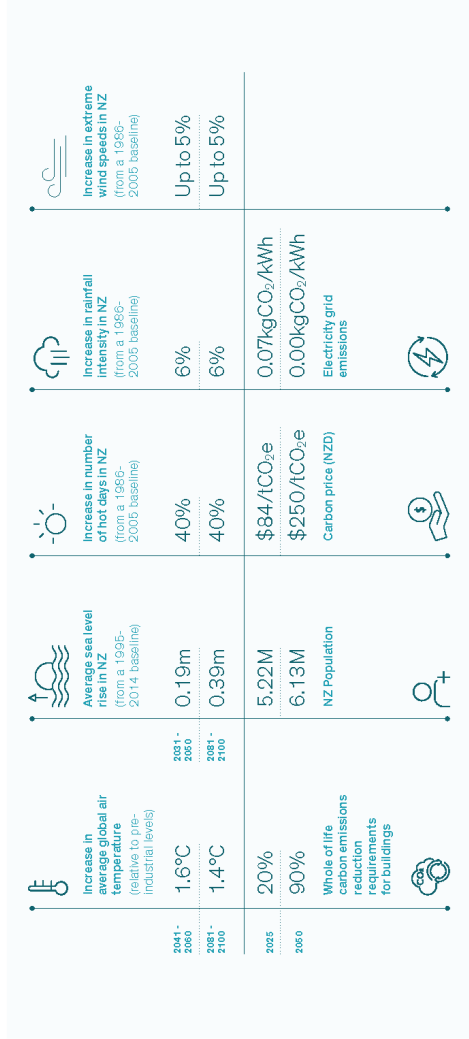 Increase in
average global air
temperature
(relative to pre-
industrial levels)
2041 -
2060
1.6°C
2081 -
2100
1.4°C
Average sea level
rise in NZ
(from a 1995-
2014 baseline)
2031 -
2050
0.19m
2081 -
2100
0.39m
Increase in number
of hot days in NZ
(from a 1986-
2005 baseline)
40%
40%
Increase in rainfall
intensity in NZ
(from a 1986-
2005 baseline)
6%
6%
Increase in extreme
wind speeds in NZ
(from a 1986-
2005 baseline)
Up to 5%
Up to 5%
2025
20%
2050
90%
Whole of life
carbon emissions
reduction
requirements
for buildings
CO₂
5.22M
6.13M
NZ Population
$84/tCO₂e
$250/tCO₂e
Carbon price (NZD)
$
0.07kgCO₂/kWh
0.00kgCO₂/kWh
Electricity grid
emissions